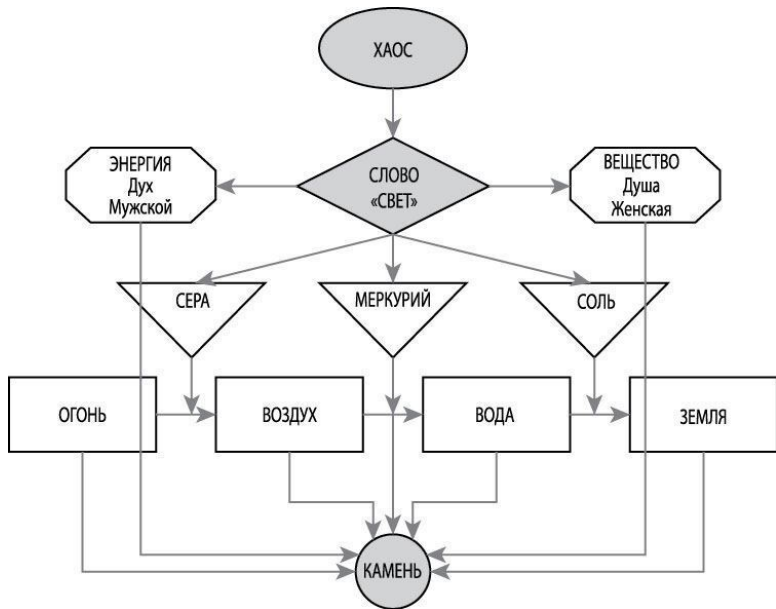 ХАОС
ЭНЕРГИЯ
Дух
Мужской
СЛОВО
«СВЕТ»
ВЕЩЕСТВО
Душа
Женская
СЕРА
МЕРКУРИЙ
СОЛЬ
ОГОНЬ
ВОЗДУХ
ВОДА
ЗЕМЛЯ
КАМЕНЬ